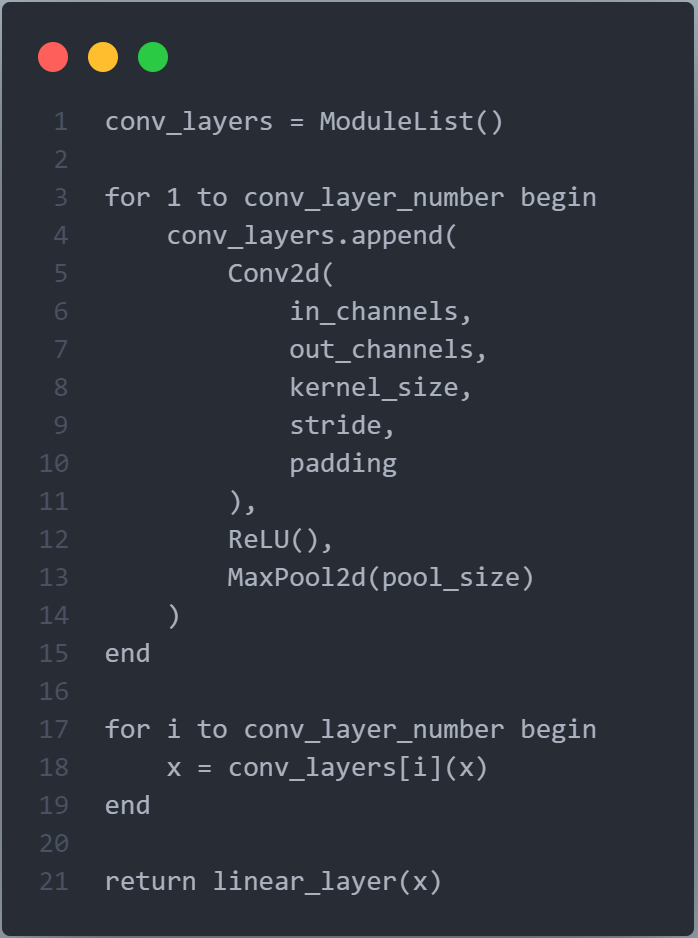 1 conv_layers = ModuleList()
2
3 for 1 to conv_layer_number begin
4     conv_layers.append(
5         Conv2d(
6             in_channels,
7             out_channels,
8             kernel_size,
9             stride,
10             padding
11         ),
12         ReLU(),
13         MaxPool2d(pool_size)
14     )
15 end
16
17 for i to conv_layer_number begin
18     x = conv_layers[i](x)
19 end
20
21 return linear_layer(x)